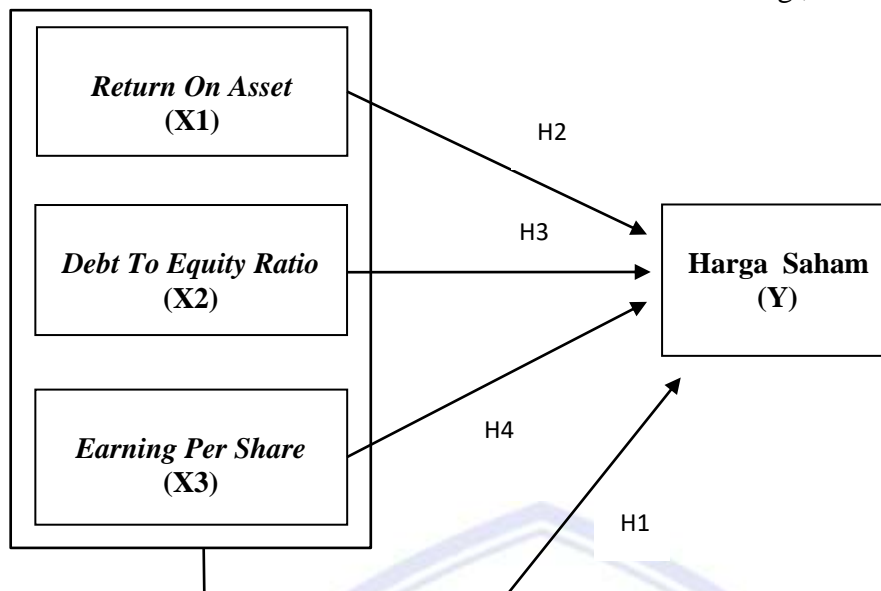 Return On Asset
(X1)
H2
H3
Debt To Equity Ratio
(X2)
Harga Saham
(Y)
H4
Earning Per Share
(X3)
H1